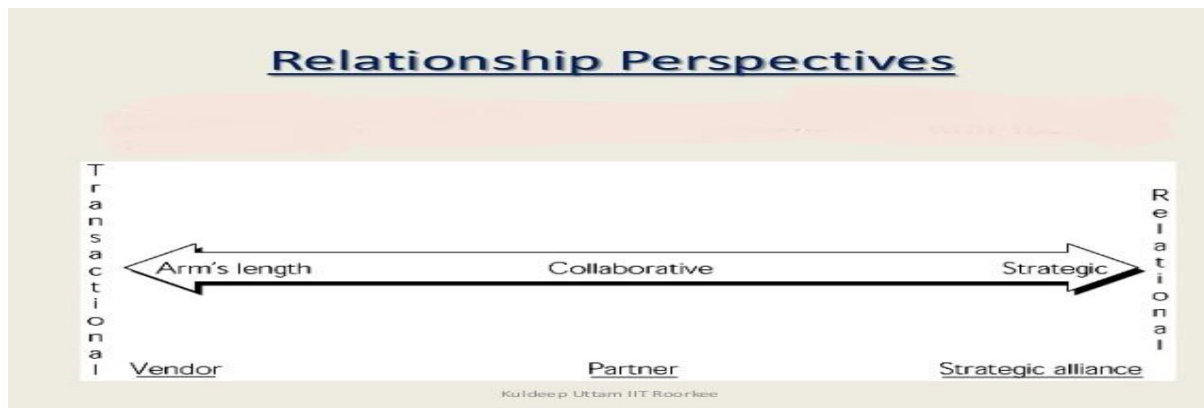 Relationship Perspectives
Transactional
Relational
Arm's length Collaborative Strategic
Vendor Partner Strategic alliance
Kuldeep Uttam IIT Roorkee